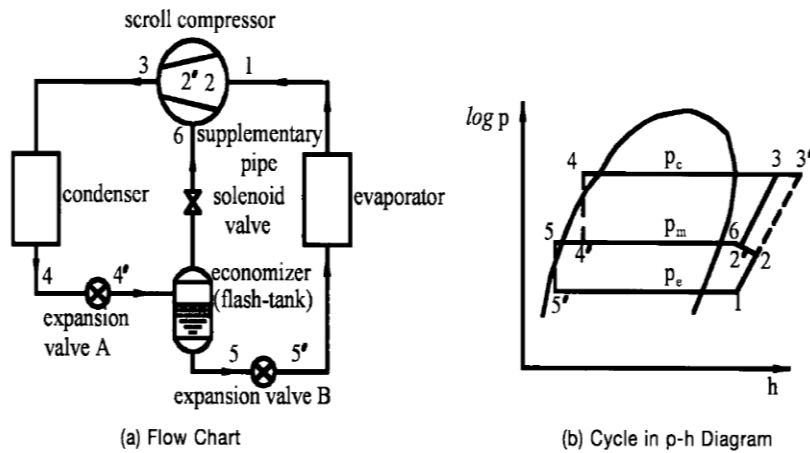 scroll compressor
3
2″ 2
1
6
supplementary
pipe
solenoid
valve
condenser
evaporator
4
4″
economizer
(flash-tank)
expansion
valve A
5
5″
expansion valve B
(a) Flow Chart
log p
4
p_c
3
3″
5
4″
p_m
6
2″
2
5″
p_e
1
h
(b) Cycle in p-h Diagram